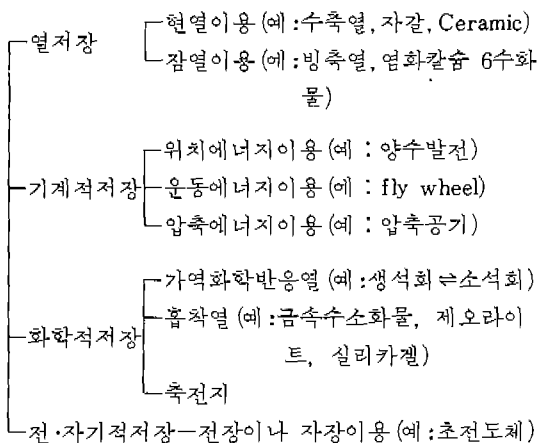 현열이용(예:수축열, 자갈, Ceramic)
열저장
잠열이용(예:빙축열, 염화칼슘 6수화
물)
위치에너지이용(예 : 양수발전)
기계적저장 운동에너지이용(예 : fly wheel)
압축에너지이용(예 : 압축공기)
가역화학반응열(예:생석회⇌소석회)
흡착열(예:금속수소화물, 제오라이
화학적저장 트, 실리카겔)
축전지
전·자기적저장—전장이나 자장이용(예:초전도체)